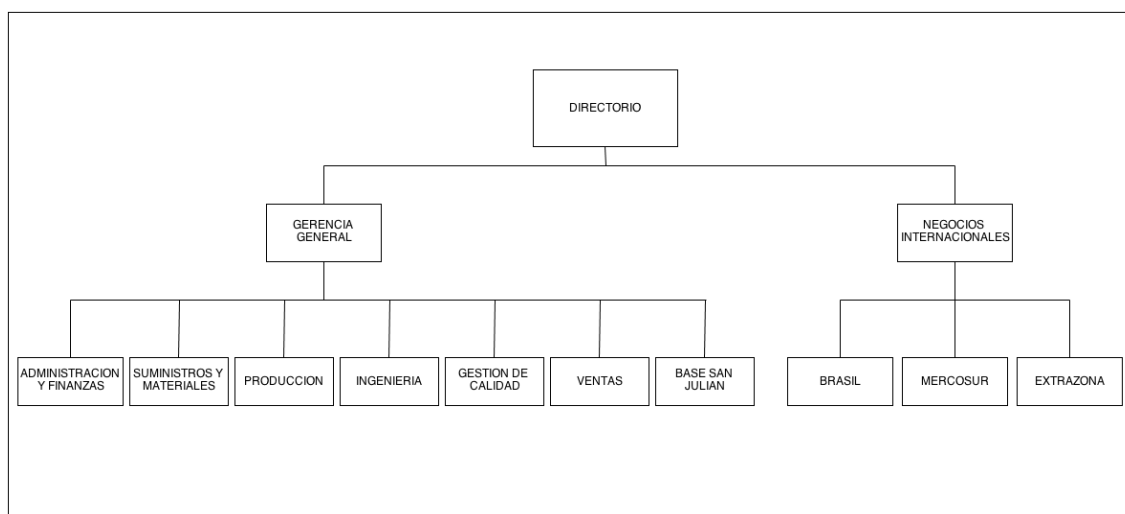 DIRECTORIO
GERENCIA
GENERAL
NEGOCIOS
INTERNACIONALES
ADMINISTRACION
Y FINANZAS
SUMINISTROS Y
MATERIALES
PRODUCCION
INGENIERIA
GESTION DE
CALIDAD
VENTAS
BASE SAN
JULIAN
BRASIL
MERCOSUR
EXTRAZONA